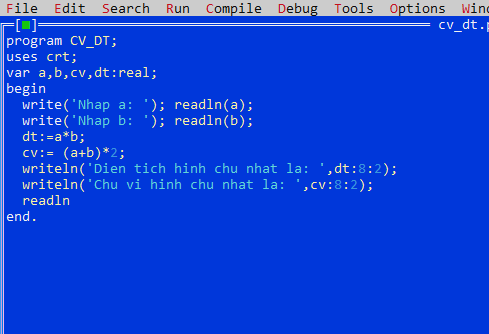 File Edit Search Run Compile Debug Tools Options
cv_dt.
program CV_DT;
uses crt;
var a,b,cv,dt:real;
begin
  write('Nhap a: '); readln(a);
  write('Nhap b: '); readln(b);
  dt:=a*b;
  cv:= (a+b)*2;
  writeln('Dien tich hinh chu nhat la: ',dt:8:2);
  writeln('Chu vi hinh chu nhat la: ',cv:8:2);
  readln
end.